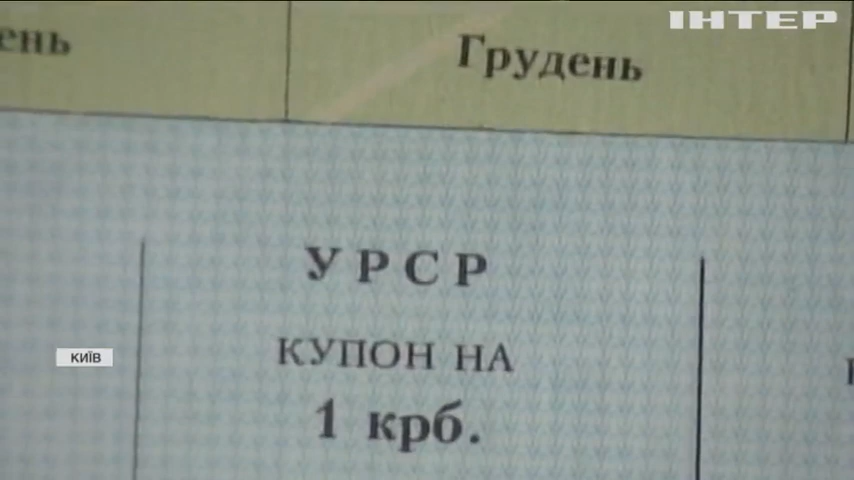 ІНТЕР
ень
Грудень
УРСР
КУПОН НА
1 крб.
КИЇВ